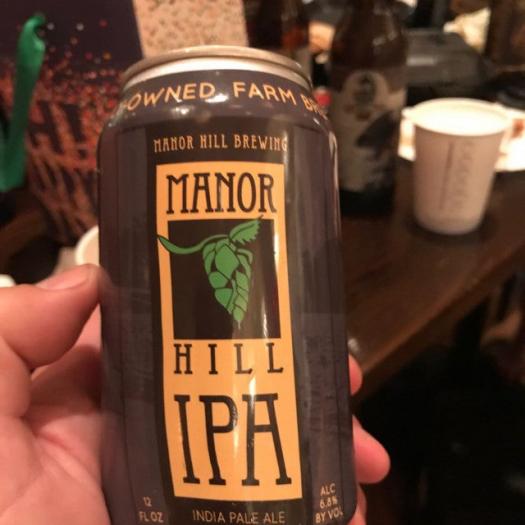 -OWNED FARM
MANOR HILL BREWING
MANOR
HILL
IPA
12
FL OZ
INDIA PALE ALE
ALC
6.8%
BY VOL